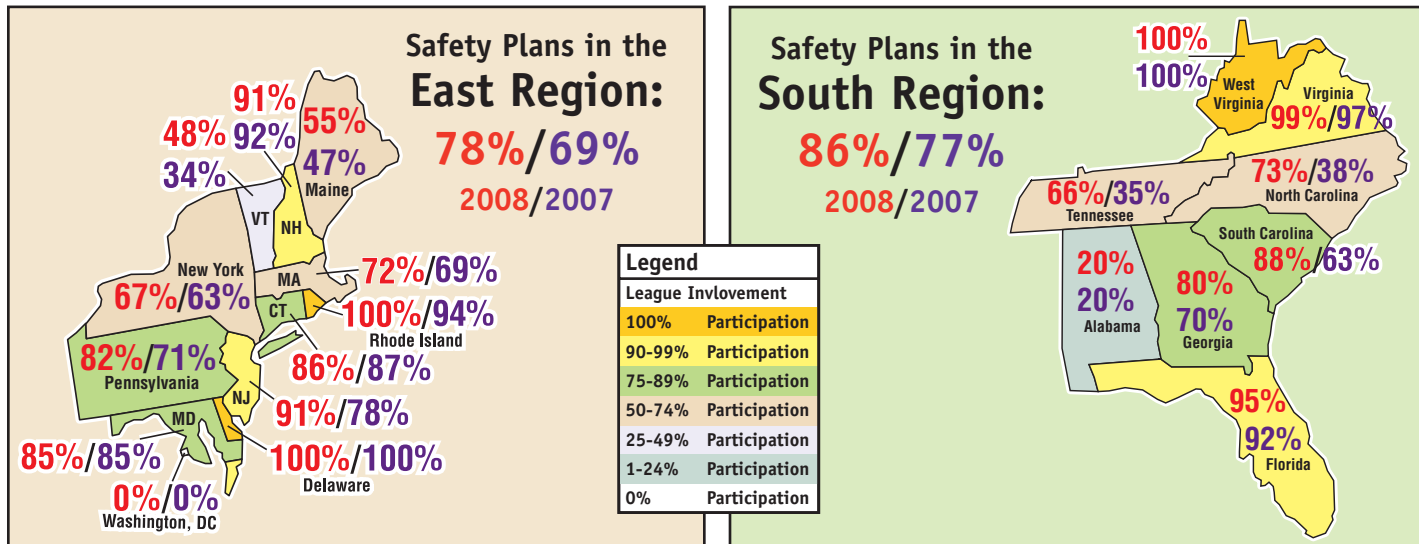 Safety Plans in the
East Region:
78%/69%
2008/2007
91%
92%
48%
34%
55%
47%
Maine
VT
NH
New York
67%/63%
MA
72%/69%
CT
100%/94%
Rhode Island
86%/87%
82%/71%
Pennsylvania
NJ
91%/78%
MD
85%/85%
100%/100%
Delaware
0%/0%
Washington, DC
Legend
League Invlovement
100% Participation
90-99% Participation
75-89% Participation
50-74% Participation
25-49% Participation
1-24% Participation
0% Participation
Safety Plans in the
South Region:
86%/77%
2008/2007
100%
100%
West
Virginia
Virginia
99%/97%
73%/38%
North Carolina
66%/35%
Tennessee
South Carolina
88%/63%
20%
20%
Alabama
80%
70%
Georgia
95%
92%
Florida